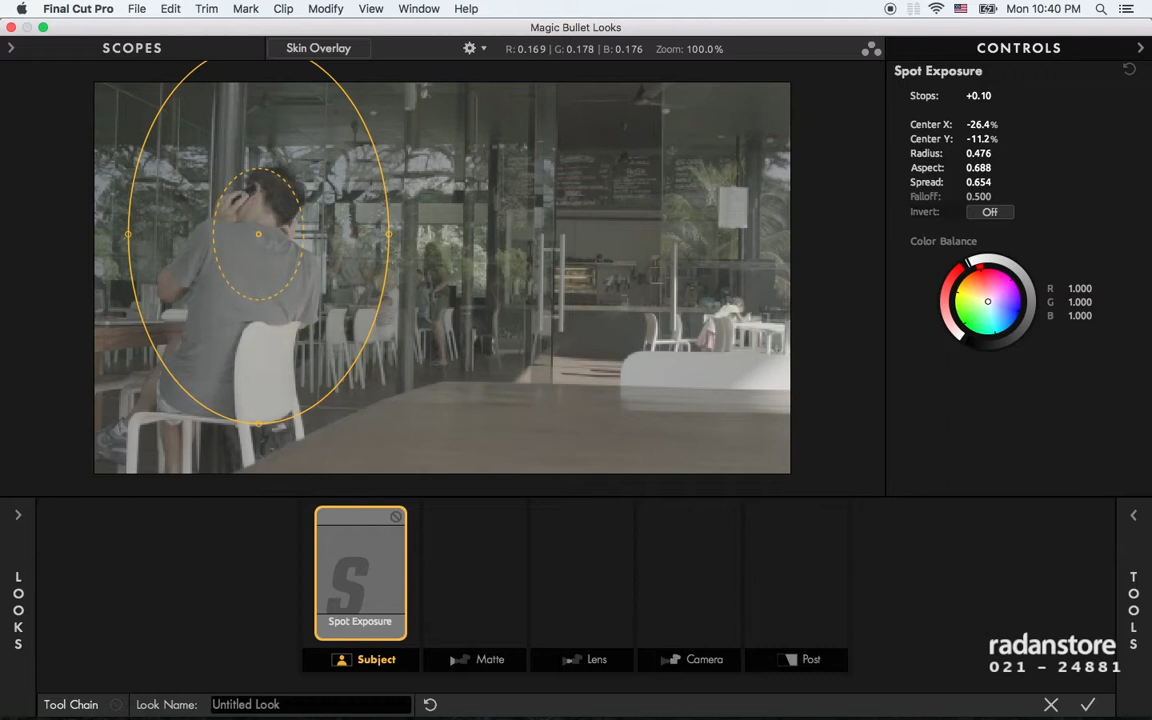 Final Cut Pro File Edit Trim Mark Clip Modify View Window Help Mon 10:40 PM
Magic Bullet Looks
SCOPES Skin Overlay R: 0.169 | G: 0.178 | B: 0.176 Zoom: 100.0% CONTROLS
Spot Exposure
Stops: +0.10
Center X: -26.4%
Center Y: -11.2%
Radius: 0.476
Aspect: 0.688
Spread: 0.654
Falloff: 0.500
Invert: Off
Color Balance
R 1.000
G 1.000
B 1.000
LOOKS
S
Spot Exposure
Subject Matte Lens Camera Post
TOOLS
radanstore
021 - 24881
Tool Chain Look Name: Untitled Look